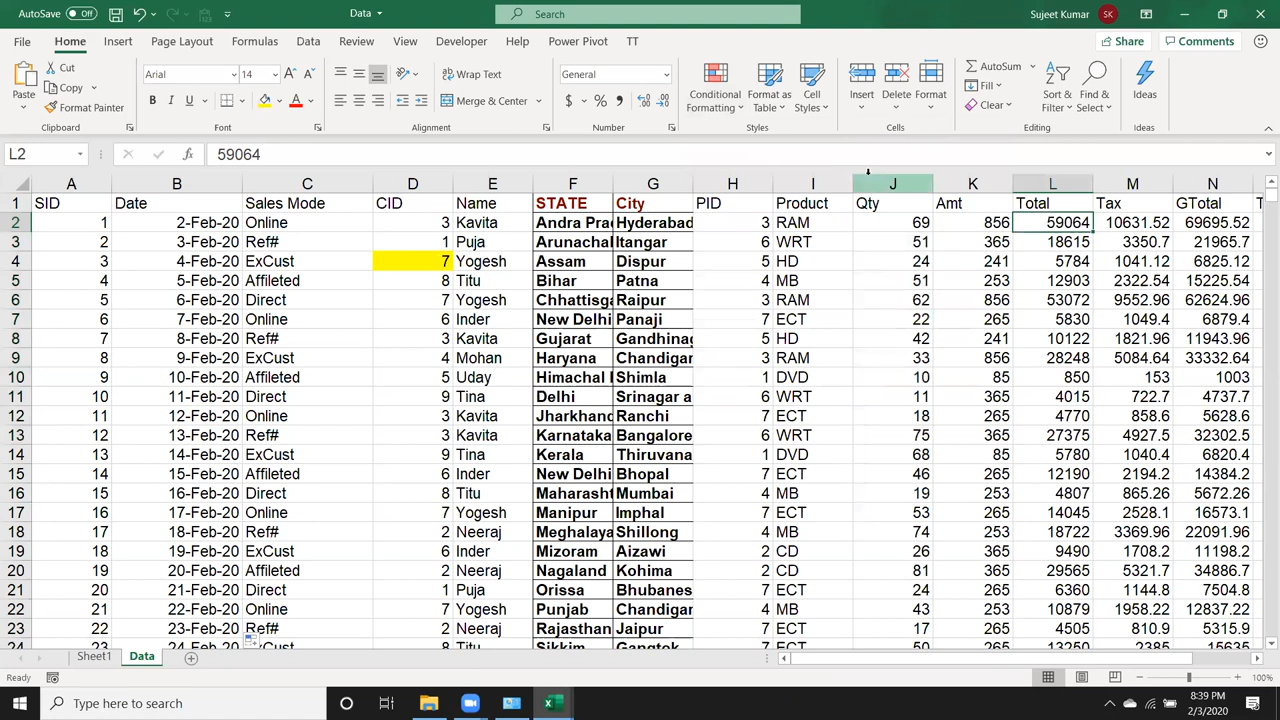 AutoSave Off Data Search Sujeet Kumar SK
File Home Insert Page Layout Formulas Data Review View Developer Help Power Pivot TT Share Comments
Paste Cut Copy Format Painter Clipboard
Arial 14 B I U A Font
Wrap Text Merge & Center Alignment
General $ % Number
Conditional Formatting Format as Table Cell Styles Styles
Insert Delete Format Cells
AutoSum Fill Clear Sort & Filter Find & Select Editing
Ideas Ideas
L2 fx 59064
A B C D E F G H I J K L M N
1 SID Date Sales Mode CID Name STATE City PID Product Qty Amt Total Tax GTotal
2 1 2-Feb-20 Online 3 Kavita Andra Pra Hyderabad 3 RAM 69 856 59064 10631.52 69695.52
3 2 3-Feb-20 Ref# 1 Puja Arunachal Itangar 6 WRT 51 365 18615 3350.7 21965.7
4 3 4-Feb-20 ExCust 7 Yogesh Assam Dispur 5 HD 24 241 5784 1041.12 6825.12
5 4 5-Feb-20 Affileted 8 Titu Bihar Patna 4 MB 51 253 12903 2322.54 15225.54
6 5 6-Feb-20 Direct 7 Yogesh Chhattisga Raipur 3 RAM 62 856 53072 9552.96 62624.96
7 6 7-Feb-20 Online 6 Inder New Delhi Panaji 7 ECT 22 265 5830 1049.4 6879.4
8 7 8-Feb-20 Ref# 3 Kavita Gujarat Gandhinag 5 HD 42 241 10122 1821.96 11943.96
9 8 9-Feb-20 ExCust 4 Mohan Haryana Chandigar 3 RAM 33 856 28248 5084.64 33332.64
10 9 10-Feb-20 Affileted 5 Uday Himachal Shimla 1 DVD 10 85 850 153 1003
11 10 11-Feb-20 Direct 9 Tina Delhi Srinagar a 6 WRT 11 365 4015 722.7 4737.7
12 11 12-Feb-20 Online 3 Kavita Jharkhand Ranchi 7 ECT 18 265 4770 858.6 5628.6
13 12 13-Feb-20 Ref# 3 Kavita Karnataka Bangalore 6 WRT 75 365 27375 4927.5 32302.5
14 13 14-Feb-20 ExCust 9 Tina Kerala Thiruvana 1 DVD 68 85 5780 1040.4 6820.4
15 14 15-Feb-20 Affileted 6 Inder New Delhi Bhopal 7 ECT 46 265 12190 2194.2 14384.2
16 15 16-Feb-20 Direct 8 Titu Maharasht Mumbai 4 MB 19 253 4807 865.26 5672.26
17 16 17-Feb-20 Online 7 Yogesh Manipur Imphal 7 ECT 53 265 14045 2528.1 16573.1
18 17 18-Feb-20 Ref# 2 Neeraj Meghalaya Shillong 4 MB 74 253 18722 3369.96 22091.96
19 18 19-Feb-20 ExCust 6 Inder Mizoram Aizawi 2 CD 26 365 9490 1708.2 11198.2
20 19 20-Feb-20 Affileted 2 Neeraj Nagaland Kohima 2 CD 81 365 29565 5321.7 34886.7
21 20 21-Feb-20 Direct 1 Puja Orissa Bhubanes 7 ECT 24 265 6360 1144.8 7504.8
22 21 22-Feb-20 Online 7 Yogesh Punjab Chandigar 4 MB 43 253 10879 1958.22 12837.22
23 22 23-Feb-20 Ref# 2 Neeraj Rajasthan Jaipur 7 ECT 17 265 4505 810.9 5315.9
24 23 24-Feb-20 ExCust 8 Titu Sikkim Gangtok 7 ECT 50 265 13250 2385 15635
Sheet1 Data
Ready 100%
Type here to search 8:39 PM
2/3/2020